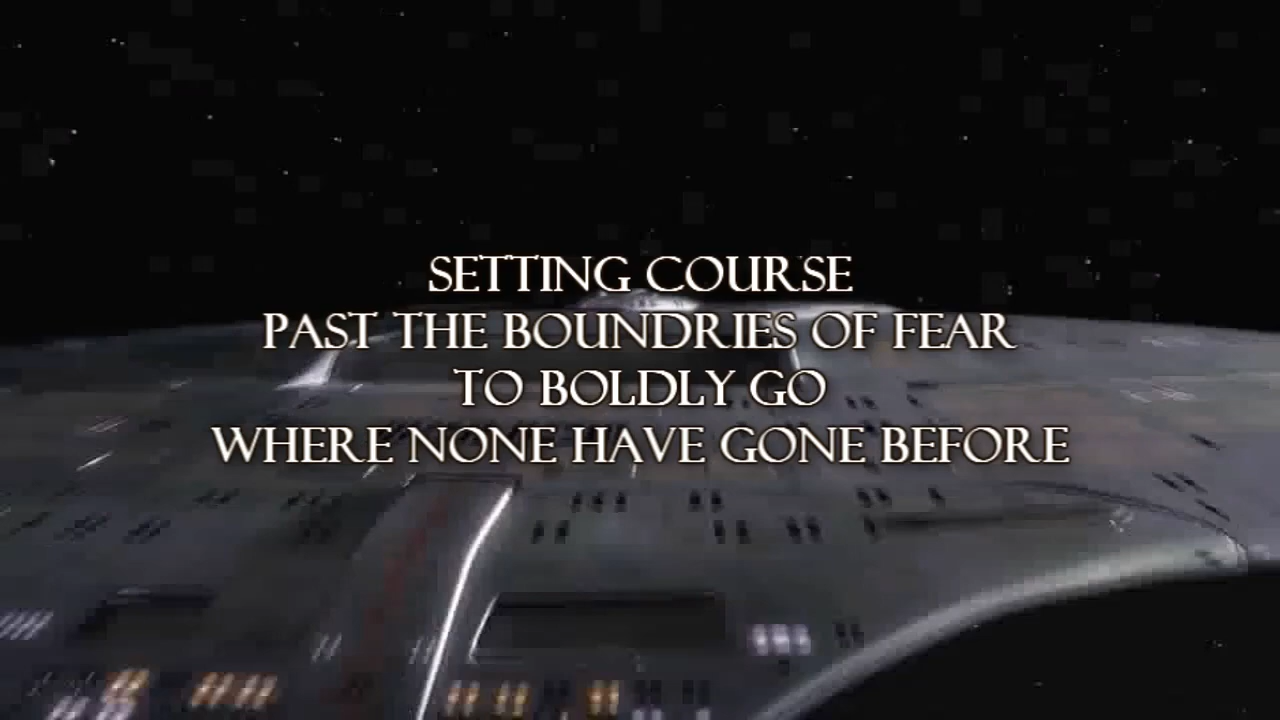 SETTING COURSE
PAST THE BOUNDRIES OF FEAR
TO BOLDLY GO
WHERE NONE HAVE GONE BEFORE